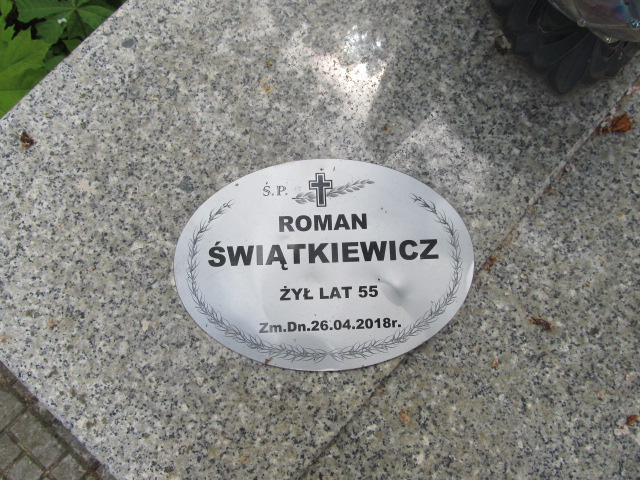 Ś.P.
ROMAN
ŚWIĄTKIEWICZ
ŻYŁ LAT 55
Zm.Dn.26.04.2018r.